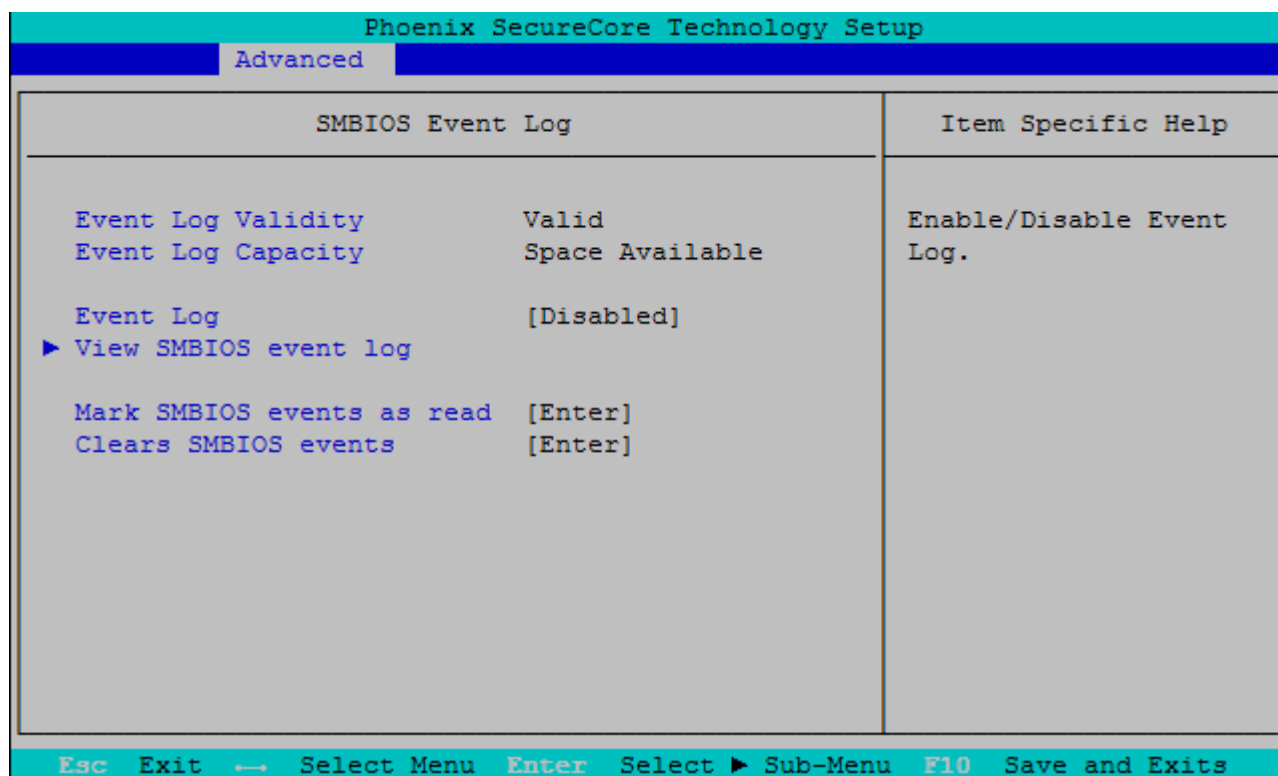 Phoenix SecureCore Technology Setup
Advanced
SMBIOS Event Log
Item Specific Help
Event Log Validity Valid
Event Log Capacity Space Available
Event Log [Disabled]
► View SMBIOS event log
Mark SMBIOS events as read [Enter]
Clears SMBIOS events [Enter]
Enable/Disable Event
Log.
Esc Exit ←→ Select Menu Enter Select ► Sub-Menu F10 Save and Exits